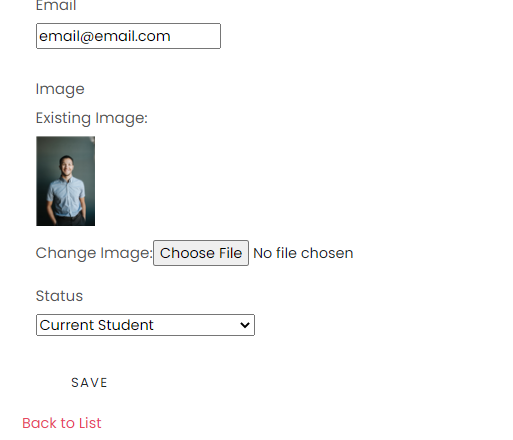 Email
email@email.com
Image
Existing Image:
Change Image: Choose File No file chosen
Status
Current Student
SAVE
Back to List